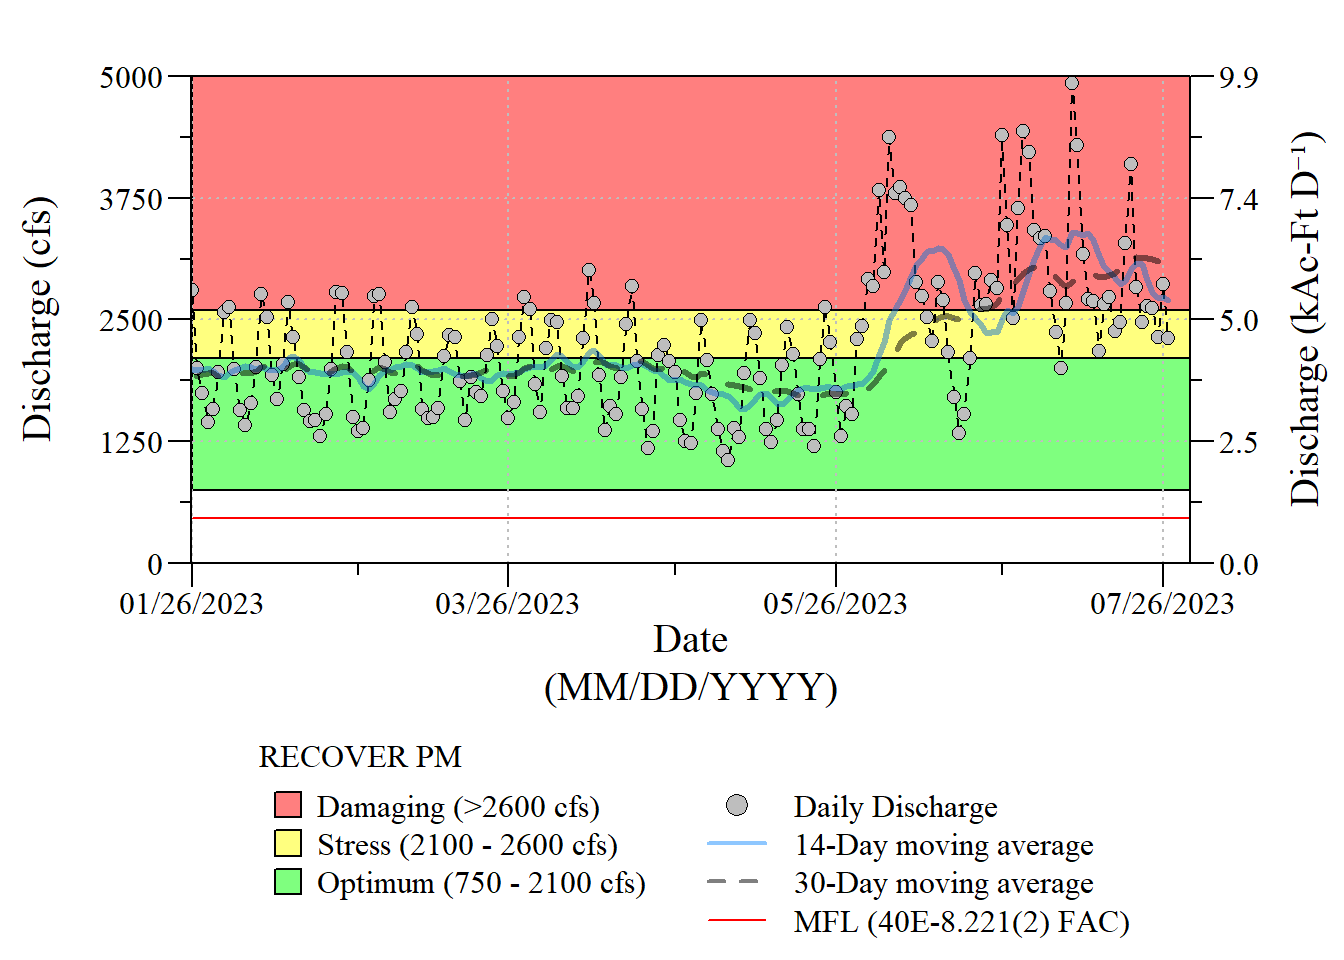 5000
3750
2500
1250
0
Discharge (cfs)
9.9
7.4
5.0
2.5
0.0
Discharge (kAc-Ft D⁻¹)
01/26/2023 03/26/2023 05/26/2023 07/26/2023
Date
(MM/DD/YYYY)
RECOVER PM
Damaging (>2600 cfs)
Stress (2100 - 2600 cfs)
Optimum (750 - 2100 cfs)
Daily Discharge
14-Day moving average
30-Day moving average
MFL (40E-8.221(2) FAC)